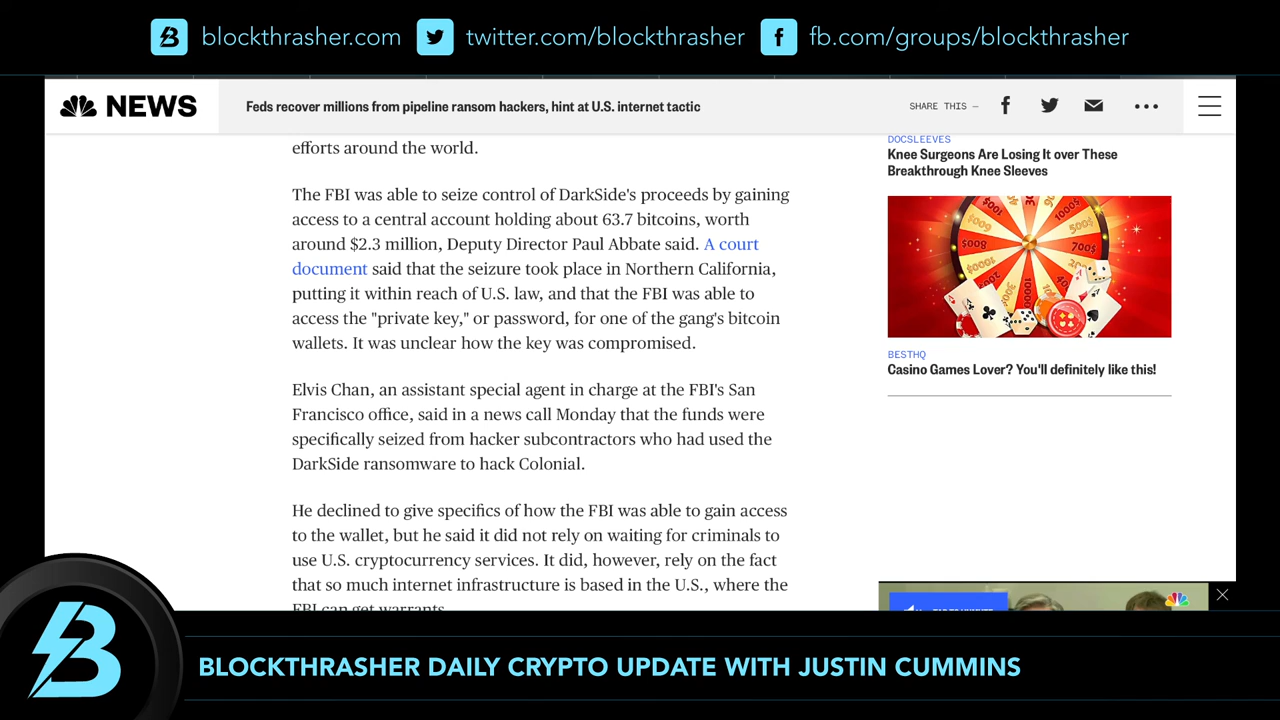 blockthrasher.com
twitter.com/blockthrasher
fb.com/groups/blockthrasher
NEWS
Feds recover millions from pipeline ransom hackers, hint at U.S. internet tactic
SHARE THIS —
efforts around the world.
The FBI was able to seize control of DarkSide's proceeds by gaining
access to a central account holding about 63.7 bitcoins, worth
around $2.3 million, Deputy Director Paul Abbate said. A court
document said that the seizure took place in Northern California,
putting it within reach of U.S. law, and that the FBI was able to
access the "private key," or password, for one of the gang's bitcoin
wallets. It was unclear how the key was compromised.
Elvis Chan, an assistant special agent in charge at the FBI's San
Francisco office, said in a news call Monday that the funds were
specifically seized from hacker subcontractors who had used the
DarkSide ransomware to hack Colonial.
He declined to give specifics of how the FBI was able to gain access
to the wallet, but he said it did not rely on waiting for criminals to
use U.S. cryptocurrency services. It did, however, rely on the fact
that so much internet infrastructure is based in the U.S., where the
FBI can get warrants.
DOCSLEEVES
Knee Surgeons Are Losing It over These
Breakthrough Knee Sleeves
BESTHQ
Casino Games Lover? You'll definitely like this!
BLOCKTHRASHER DAILY CRYPTO UPDATE WITH JUSTIN CUMMINS